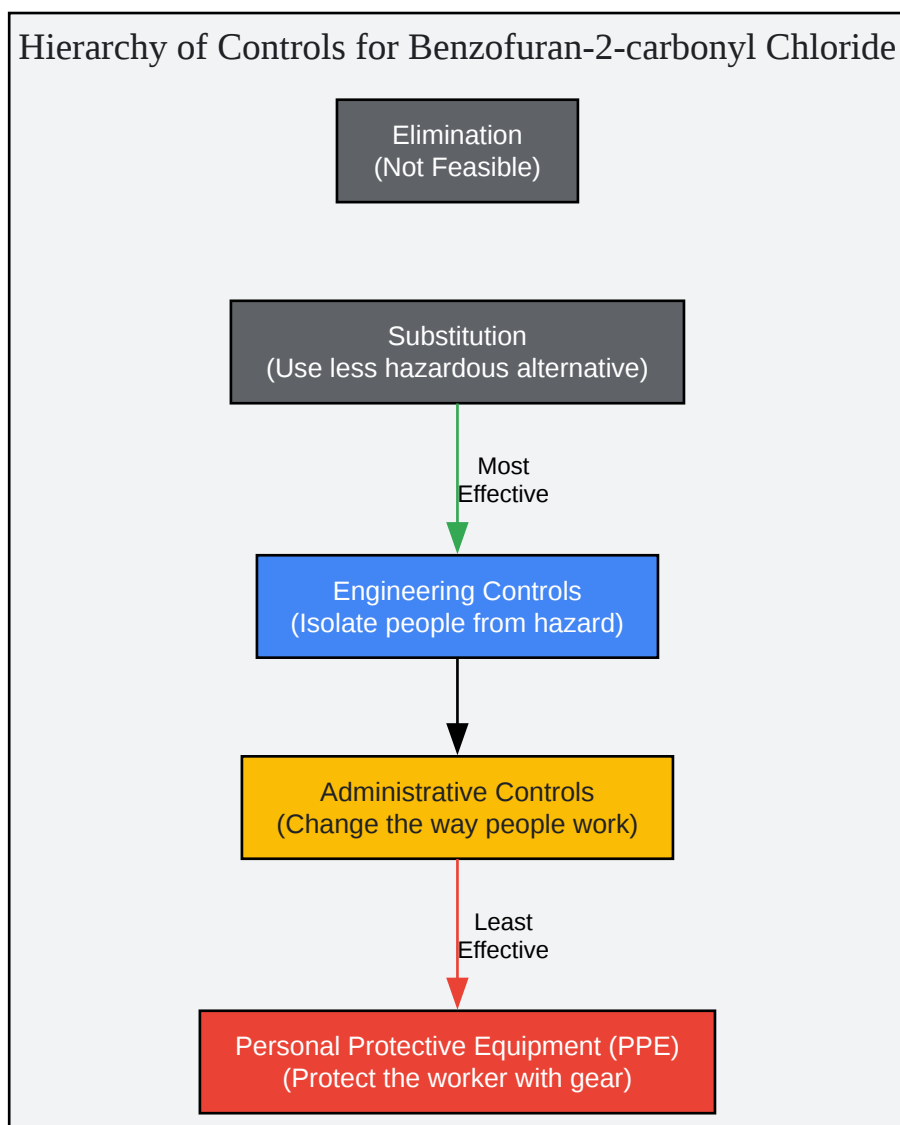 Hierarchy of Controls for Benzofuran-2-carbonyl Chloride
Elimination
(Not Feasible)
Substitution
(Use less hazardous alternative)
Most
Effective
Engineering Controls
(Isolate people from hazard)
Administrative Controls
(Change the way people work)
Least
Effective
Personal Protective Equipment (PPE)
(Protect the worker with gear)